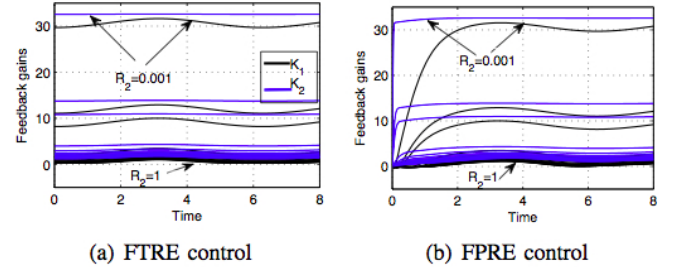 Feedback gains
30
20
10
0
R2=0.001
K1
K2
R2=1
0 2 4 6 8
Time
(a) FTRE control
Feedback gains
30
20
10
0
R2=0.001
R2=1
0 2 4 6 8
Time
(b) FPRE control